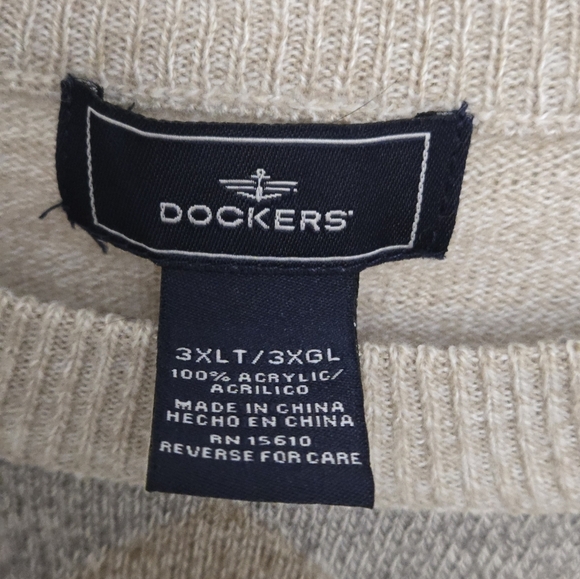 DOCKERS
3XLT/3XGL
100% ACRYLIC/
ACRILICO
MADE IN CHINA
HECHO EN CHINA
RN 15610
REVERSE FOR CARE